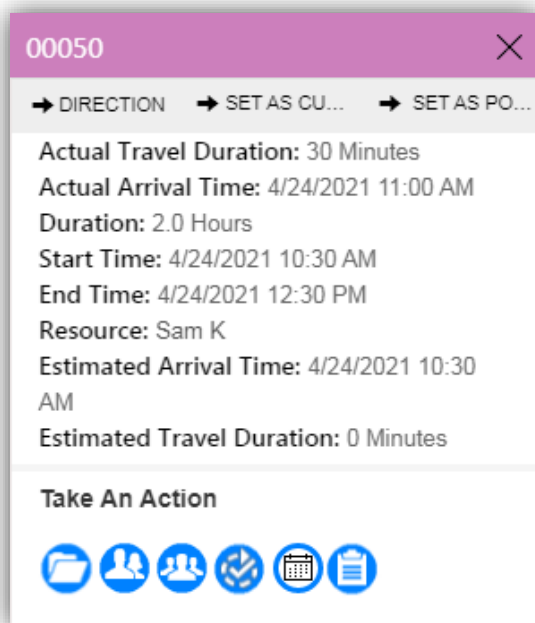 00050
DIRECTION SET AS CU... SET AS PO...
Actual Travel Duration: 30 Minutes
Actual Arrival Time: 4/24/2021 11:00 AM
Duration: 2.0 Hours
Start Time: 4/24/2021 10:30 AM
End Time: 4/24/2021 12:30 PM
Resource: Sam K
Estimated Arrival Time: 4/24/2021 10:30
AM
Estimated Travel Duration: 0 Minutes
Take An Action